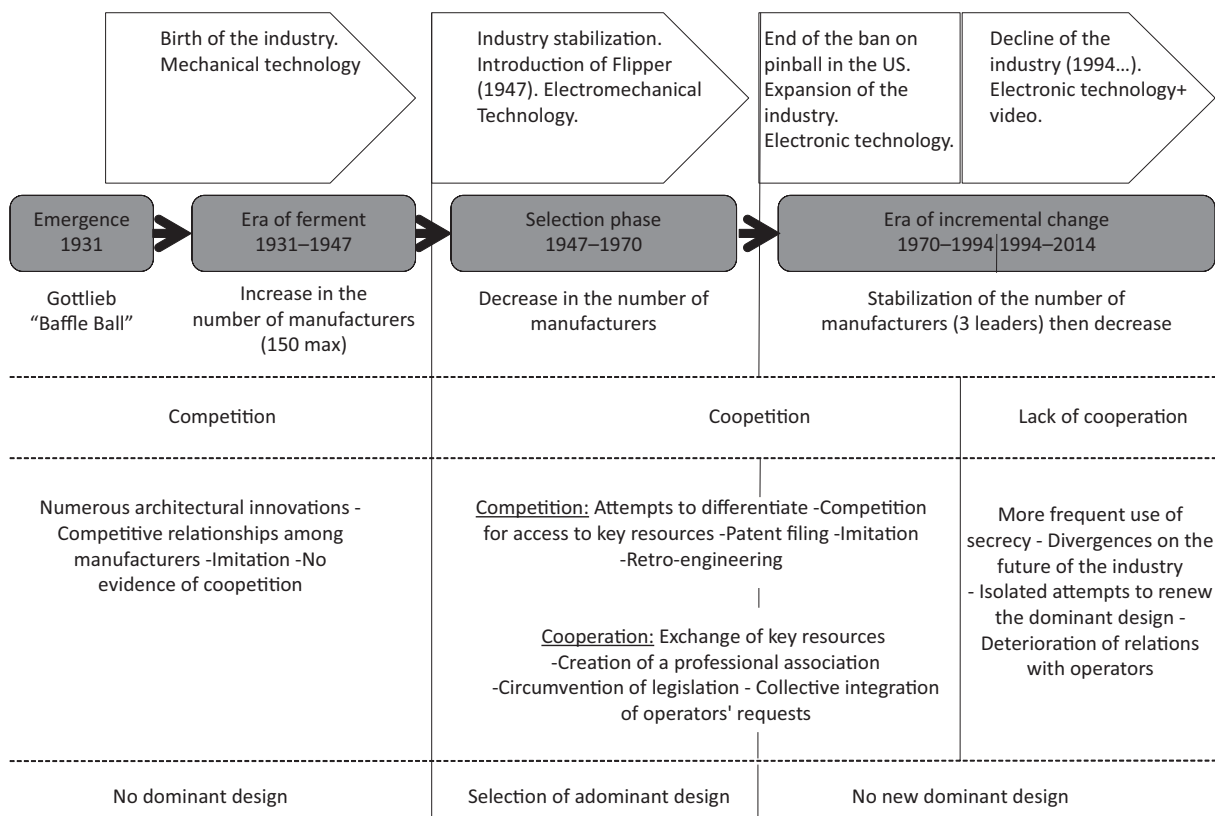 Birth of the industry.
Mechanical technology
Industry stabilization.
Introduction of Flipper
(1947). Electromechanical
Technology.
End of the ban on
pinball in the US.
Expansion of the
industry.
Electronic technology.
Decline of the
industry (1994...).
Electronic technology+
video.
Emergence
1931
Era of ferment
1931–1947
Selection phase
1947–1970
Era of incremental change
1970–1994 1994–2014
Gottlieb
“Baffle Ball”
Increase in the
number of manufacturers
(150 max)
Decrease in the number of
manufacturers
Stabilization of the number of
manufacturers (3 leaders) then decrease
Competition
Coopetition
Lack of cooperation
Numerous architectural innovations -
Competitive relationships among
manufacturers -Imitation -No
evidence of coopetition
Competition: Attempts to differentiate -Competition
for access to key resources -Patent filing -Imitation
-Retro-engineering
Cooperation: Exchange of key resources
-Creation of a professional association
-Circumvention of legislation - Collective integration
of operators' requests
More frequent use of
secrecy - Divergences on the
future of the industry
- Isolated attempts to renew
the dominant design -
Deterioration of relations
with operators
No dominant design
Selection of adominant design
No new dominant design